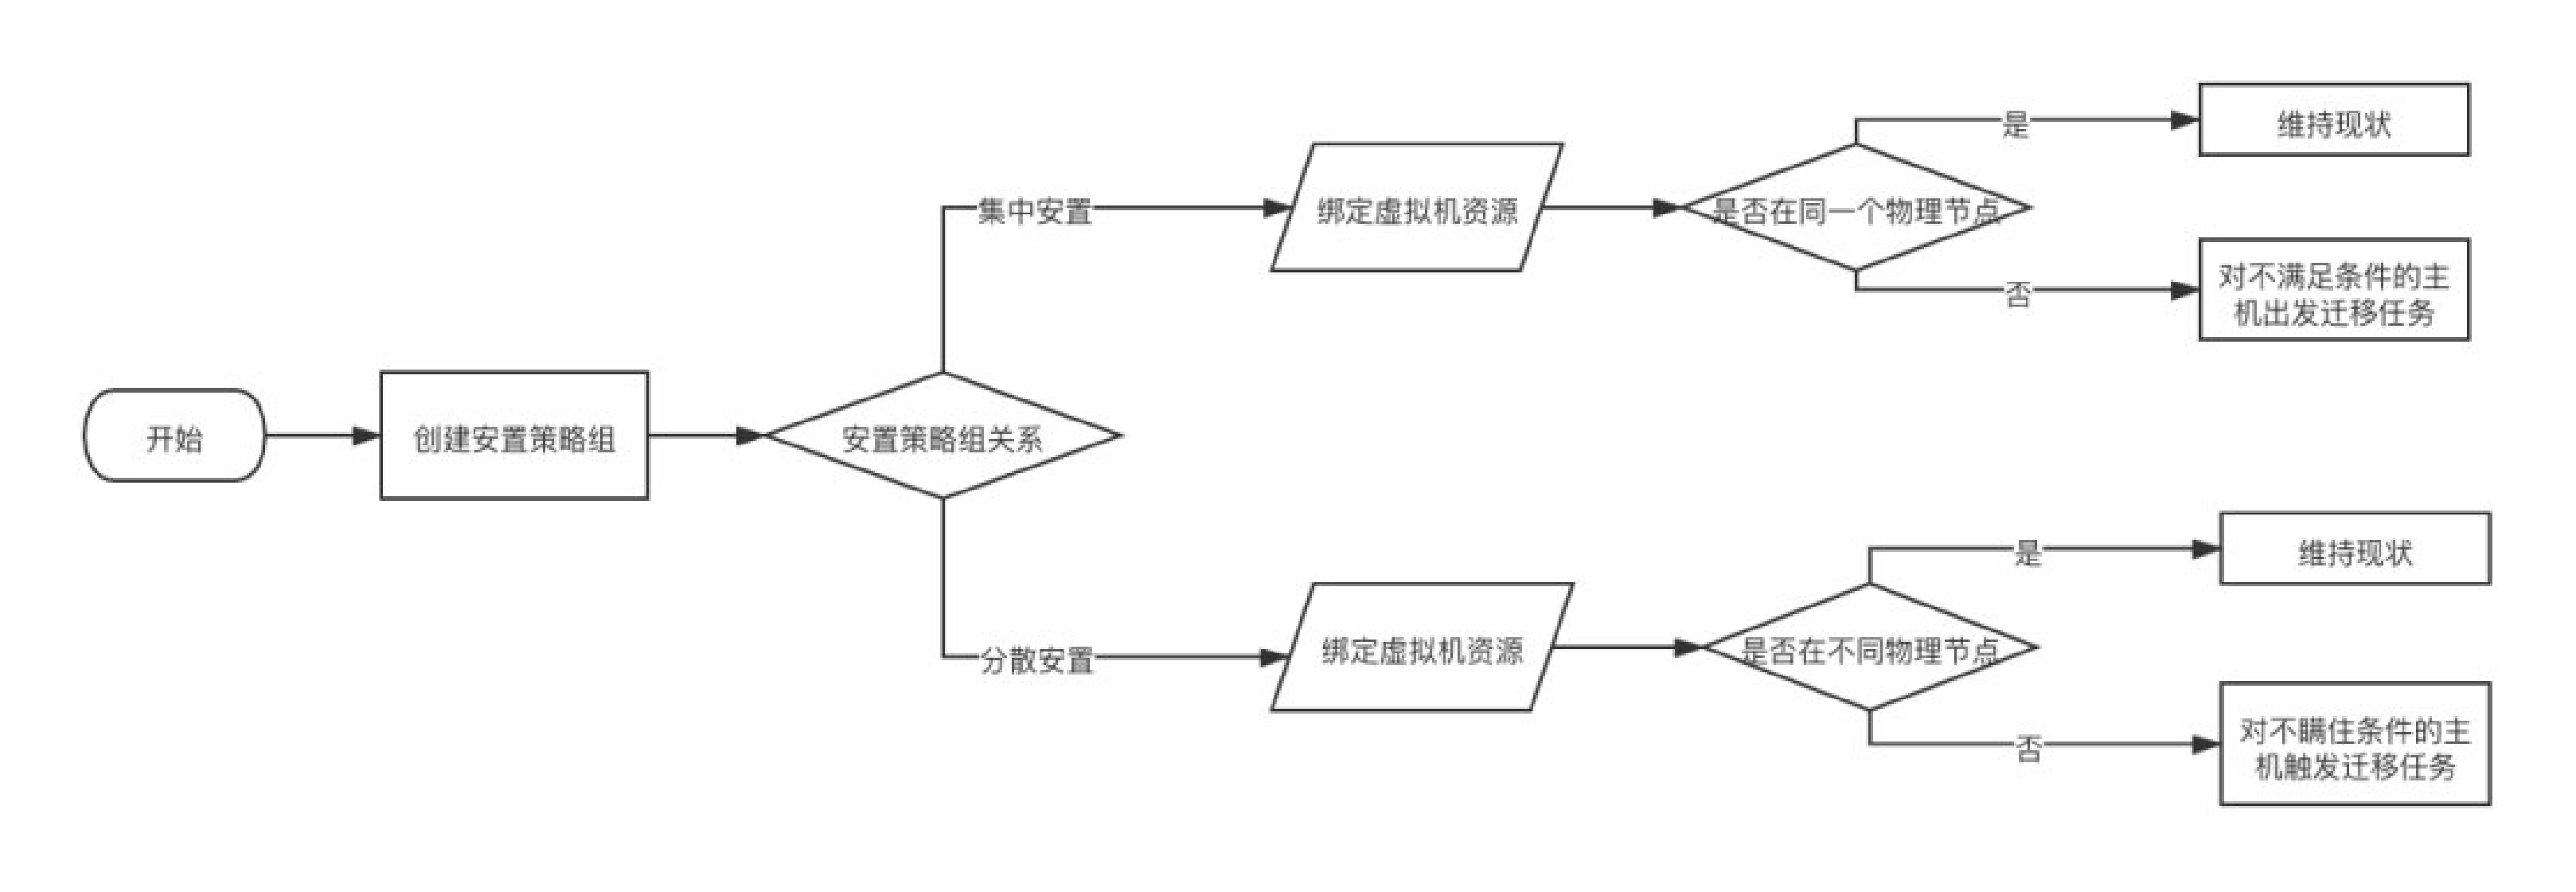 开始
创建安置策略组
安置策略组关系
集中安置
绑定虚拟机资源
是否在同一个物理节点
是
维持现状
否
对不满足条件的主
机出发迁移任务
分散安置
绑定虚拟机资源
是否在不同物理节点
是
维持现状
否
对不瞒住条件的主
机触发迁移任务